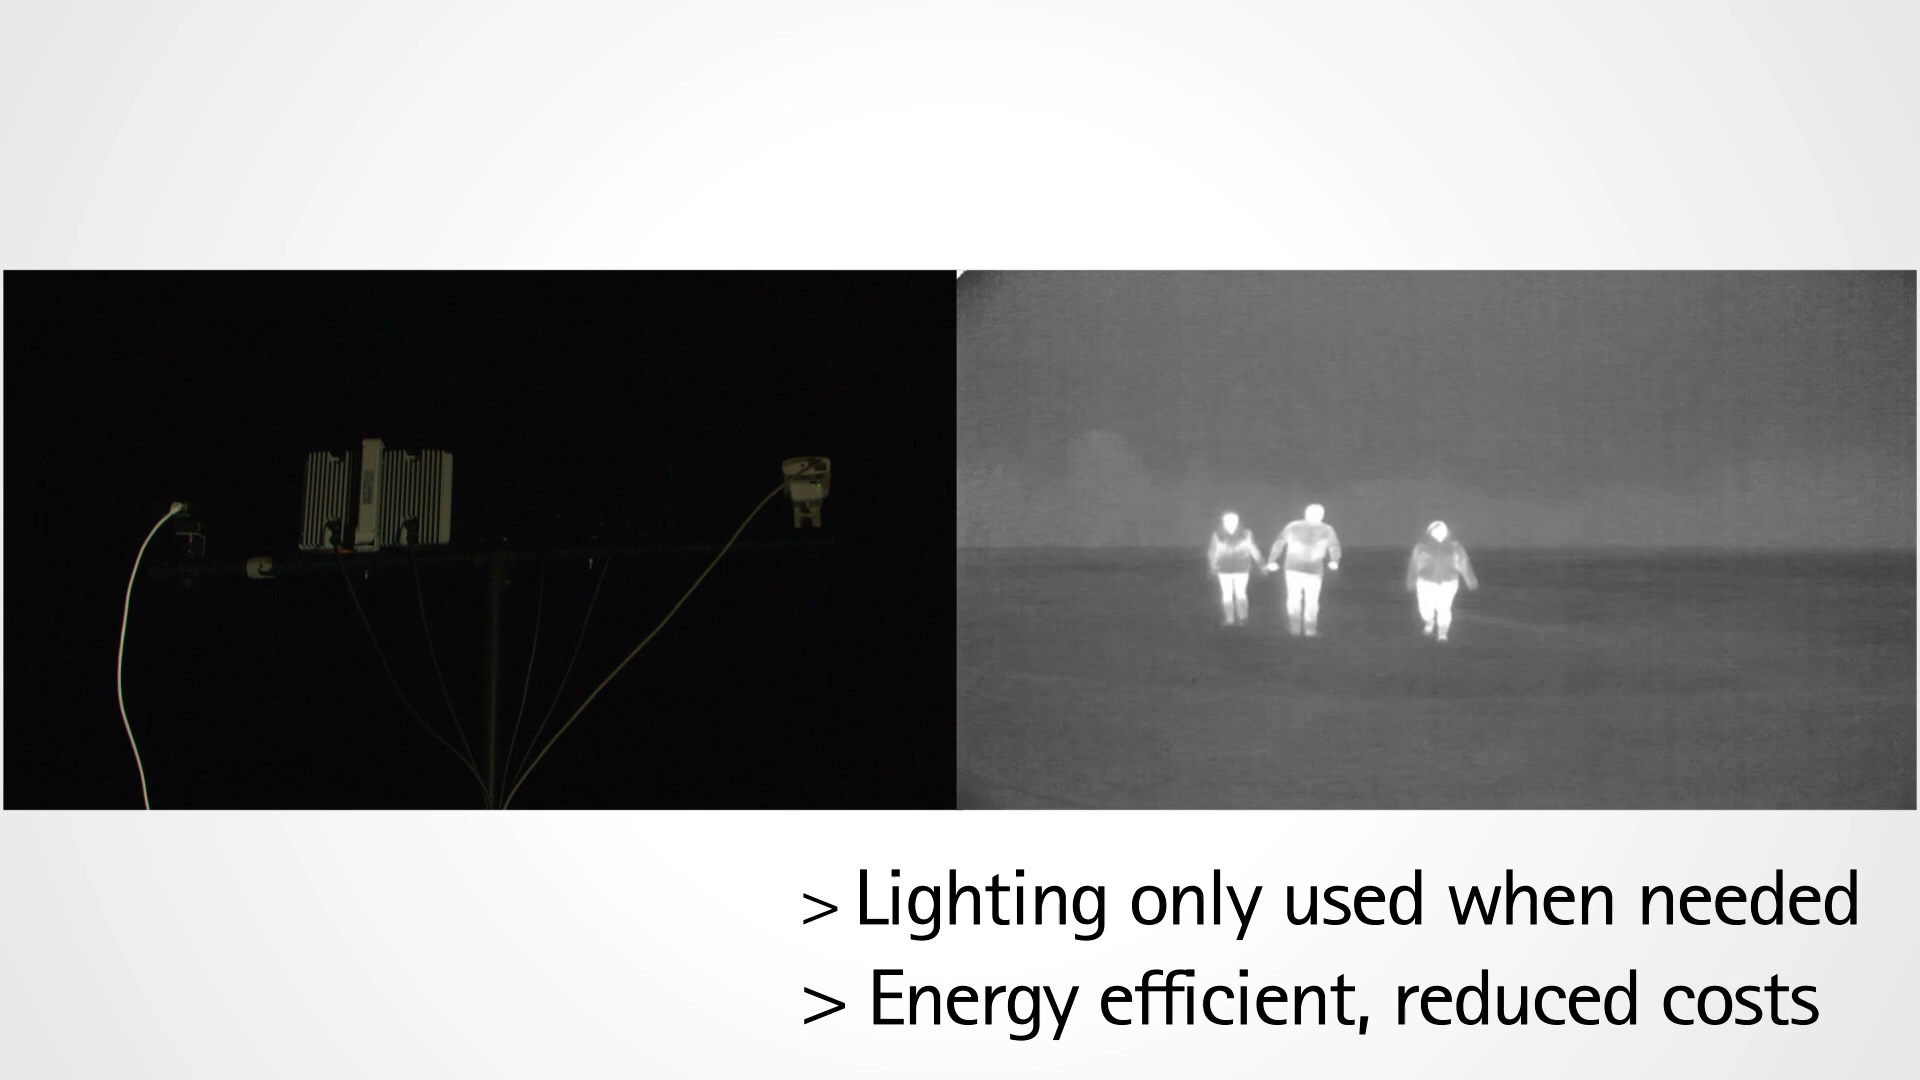 > Lighting only used when needed
> Energy efficient, reduced costs